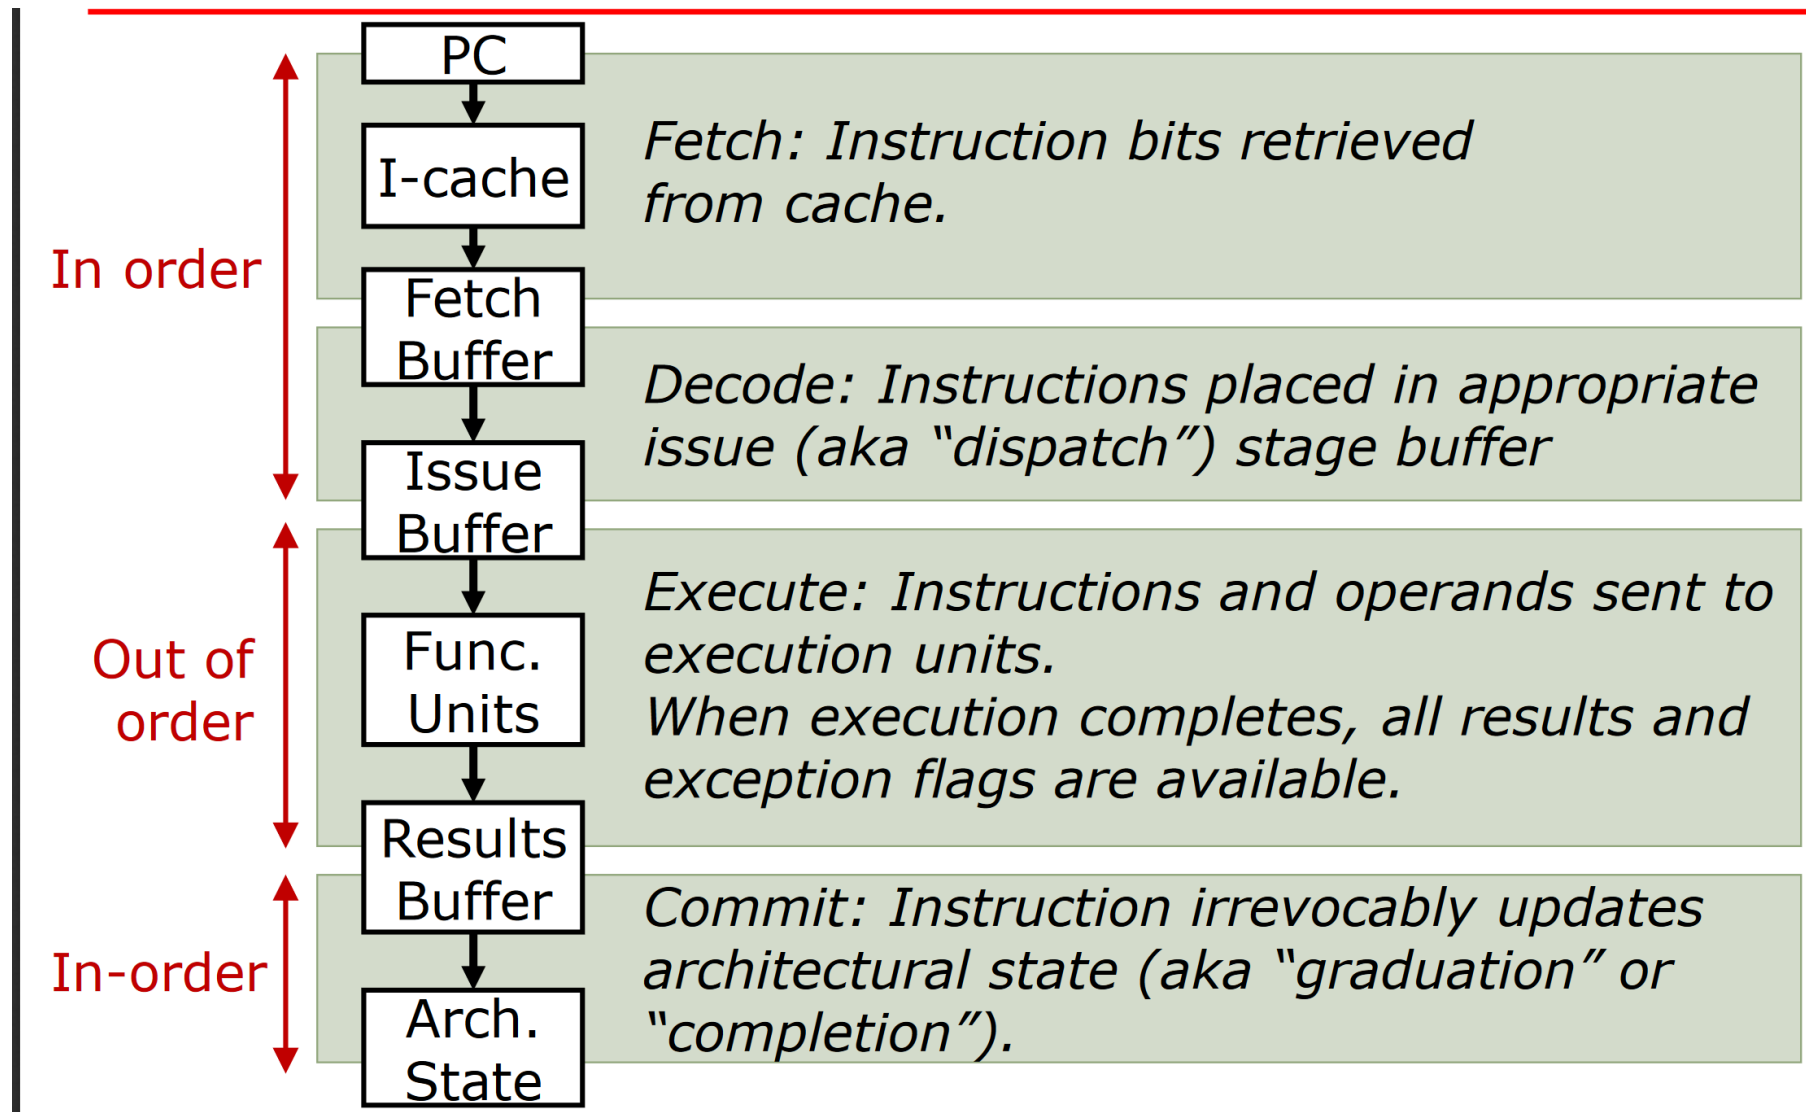 PC
I-cache
Fetch: Instruction bits retrieved
from cache.
In order
Fetch
Buffer
Decode: Instructions placed in appropriate
issue (aka “dispatch”) stage buffer
Issue
Buffer
Execute: Instructions and operands sent to
execution units.
When execution completes, all results and
exception flags are available.
Out of
order
Func.
Units
Results
Buffer
Commit: Instruction irrevocably updates
architectural state (aka “graduation” or
“completion”).
In-order
Arch.
State